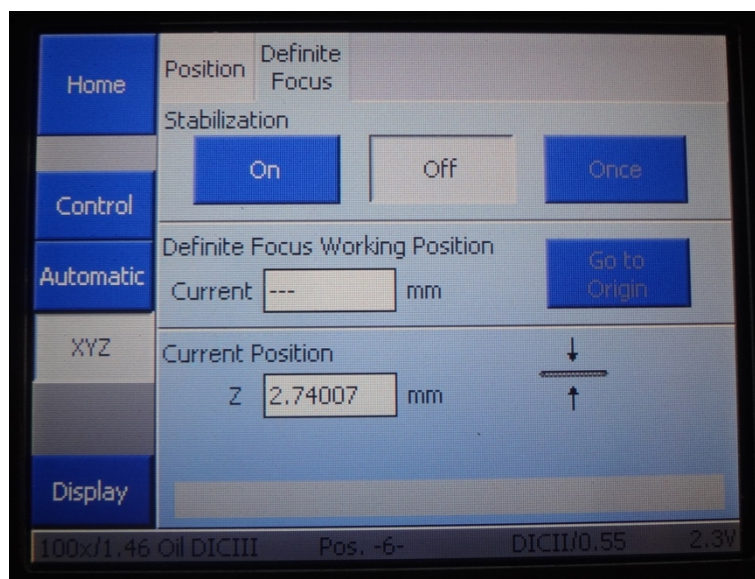 Home
Position
Definite
Focus
Stabilization
On
Off
Once
Control
Definite Focus Working Position
Automatic
Current
---
mm
Go to
Origin
XYZ
Current Position
Z
2.74007
mm
Display
100x/1.46 Oil DICIII
Pos. -6-
DICII/0.55
2.3V